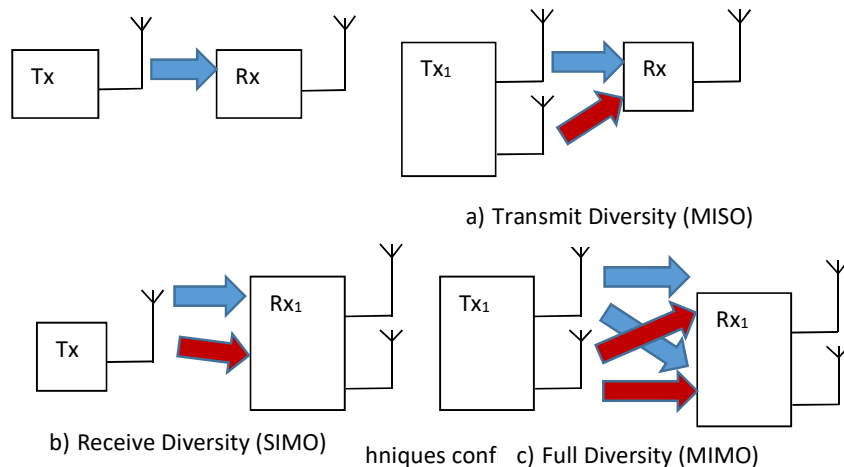 Tx Rx
Tx1 Rx
a) Transmit Diversity (MISO)
Tx Rx1
Tx1 Rx1
b) Receive Diversity (SIMO)
hniques conf c) Full Diversity (MIMO)